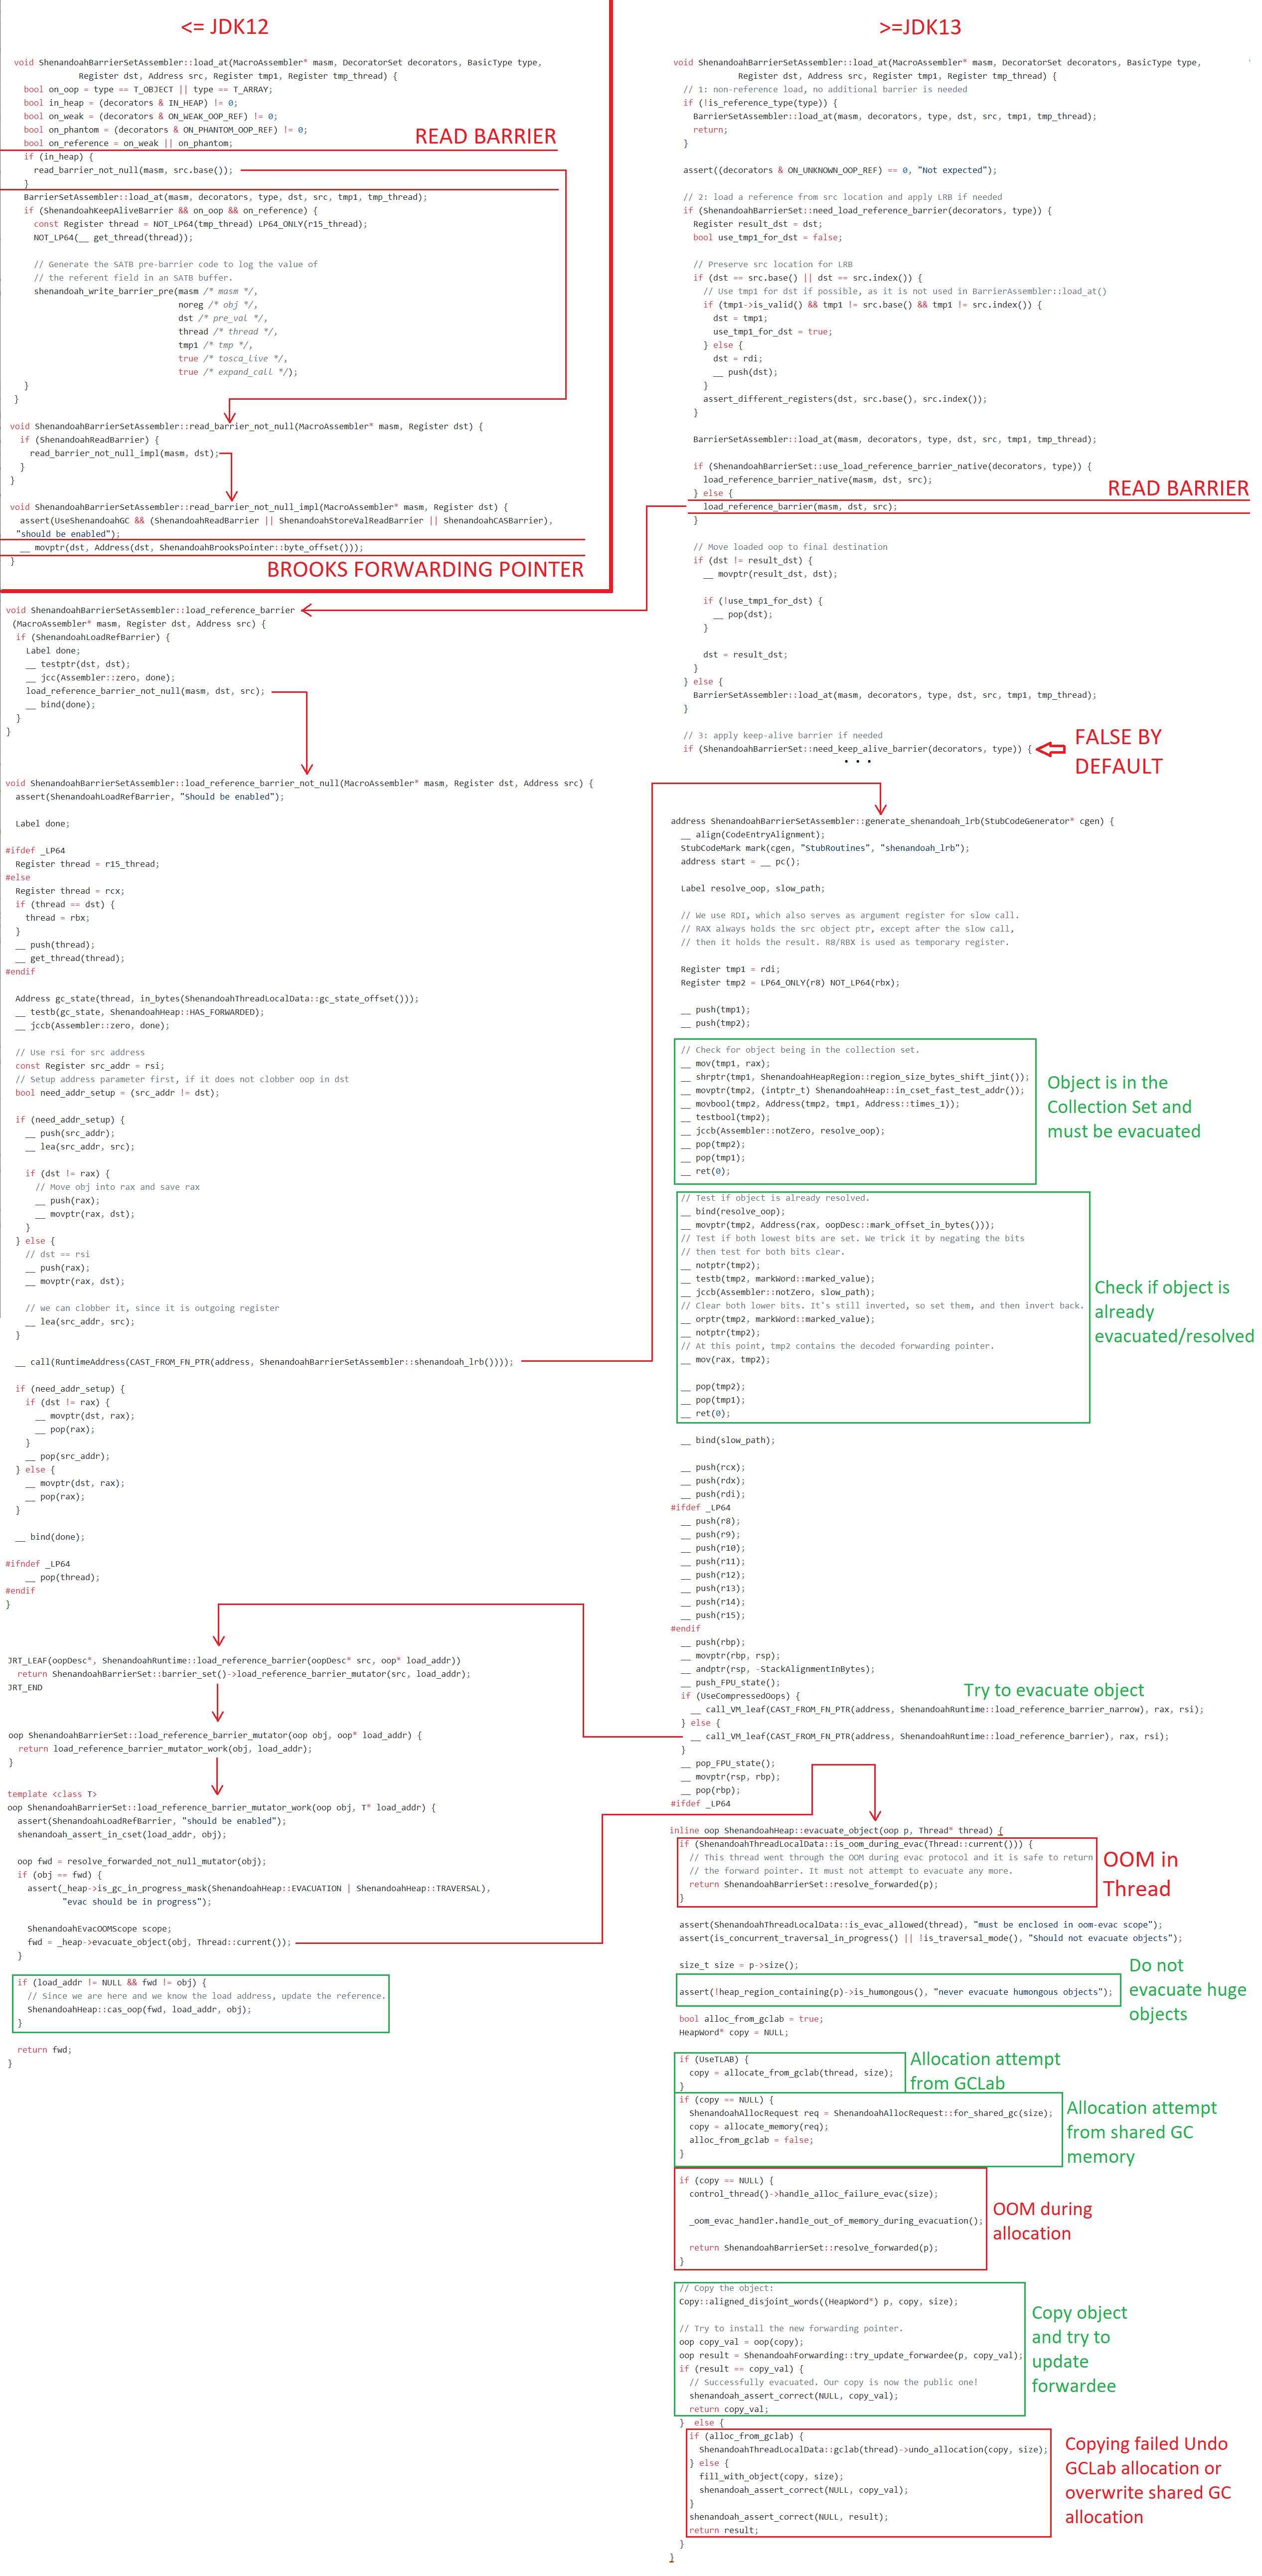 <= JDK12
void ShenandoahBarrierSetAssembler::load_at(MacroAssembler* masm, DecoratorSet decorators, BasicType type,
Register dst, Address src, Register tmp1, Register tmp_thread) {
bool on_oop = type == T_OBJECT || type == T_ARRAY;
bool in_heap = (decorators & IN_HEAP) != 0;
bool on_weak = (decorators & ON_WEAK_OOP_REF) != 0;
bool on_phantom = (decorators & ON_PHANTOM_OOP_REF) != 0;
bool on_reference = on_weak || on_phantom;
READ BARRIER
if (in_heap) {
read_barrier_not_null(masm, src.base());
}
BarrierSetAssembler::load_at(masm, decorators, type, dst, src, tmp1, tmp_thread);
if (ShenandoahKeepAliveBarrier && on_oop && on_reference) {
const Register thread = NOT_LP64(tmp_thread) LP64_ONLY(r15_thread);
NOT_LP64(__ get_thread(thread));
// Generate the SATB pre-barrier code to log the value of
// the referent field in an SATB buffer.
shenandoah_write_barrier_pre(masm /* masm */,
noreg /* obj */,
dst /* pre_val */,
thread /* thread */,
tmp1 /* tmp */,
true /* tosca_live */,
true /* expand_call */);
}
}
void ShenandoahBarrierSetAssembler::read_barrier_not_null(MacroAssembler* masm, Register dst) {
if (ShenandoahReadBarrier) {
read_barrier_not_null_impl(masm, dst);
}
}
void ShenandoahBarrierSetAssembler::read_barrier_not_null_impl(MacroAssembler* masm, Register dst) {
assert(UseShenandoahGC && (ShenandoahReadBarrier || ShenandoahStoreValReadBarrier || ShenandoahCASBarrier),
"should be enabled");
__ movptr(dst, Address(dst, ShenandoahBrooksPointer::byte_offset()));
}
BROOKS FORWARDING POINTER
>=JDK13
void ShenandoahBarrierSetAssembler::load_at(MacroAssembler* masm, DecoratorSet decorators, BasicType type,
Register dst, Address src, Register tmp1, Register tmp_thread) {
// 1: non-reference load, no additional barrier is needed
if (!is_reference_type(type)) {
BarrierSetAssembler::load_at(masm, decorators, type, dst, src, tmp1, tmp_thread);
return;
}
assert((decorators & ON_UNKNOWN_OOP_REF) == 0, "Not expected");
// 2: load a reference from src location and apply LRB if needed
if (ShenandoahBarrierSet::need_load_reference_barrier(decorators, type)) {
Register result_dst = dst;
bool use_tmp1_for_dst = false;
// Preserve src location for LRB
if (dst == src.base() || dst == src.index()) {
// Use tmp1 for dst if possible, as it is not used in BarrierAssembler::load_at()
if (tmp1->is_valid() && tmp1 != src.base() && tmp1 != src.index()) {
dst = tmp1;
use_tmp1_for_dst = true;
} else {
dst = rdi;
__ push(dst);
}
assert_different_registers(dst, src.base(), src.index());
}
BarrierSetAssembler::load_at(masm, decorators, type, dst, src, tmp1, tmp_thread);
if (ShenandoahBarrierSet::use_load_reference_barrier_native(decorators, type)) {
load_reference_barrier_native(masm, dst, src);
} else {
READ BARRIER
load_reference_barrier(masm, dst, src);
}
// Move loaded oop to final destination
if (dst != result_dst) {
__ movptr(result_dst, dst);
if (!use_tmp1_for_dst) {
__ pop(dst);
}
dst = result_dst;
}
} else {
BarrierSetAssembler::load_at(masm, decorators, type, dst, src, tmp1, tmp_thread);
}
// 3: apply keep-alive barrier if needed
if (ShenandoahBarrierSet::need_keep_alive_barrier(decorators, type)) {
. . .
FALSE BY
DEFAULT
void ShenandoahBarrierSetAssembler::load_reference_barrier
(MacroAssembler* masm, Register dst, Address src) {
if (ShenandoahLoadRefBarrier) {
Label done;
__ testptr(dst, dst);
__ jcc(Assembler::zero, done);
load_reference_barrier_not_null(masm, dst, src);
__ bind(done);
}
}
void ShenandoahBarrierSetAssembler::load_reference_barrier_not_null(MacroAssembler* masm, Register dst, Address src) {
assert(ShenandoahLoadRefBarrier, "Should be enabled");
Label done;
#ifdef _LP64
Register thread = r15_thread;
#else
Register thread = rcx;
if (thread == dst) {
thread = rbx;
}
__ push(thread);
__ get_thread(thread);
#endif
Address gc_state(thread, in_bytes(ShenandoahThreadLocalData::gc_state_offset()));
__ testb(gc_state, ShenandoahHeap::HAS_FORWARDED);
__ jccb(Assembler::zero, done);
// Use rsi for src address
const Register src_addr = rsi;
// Setup address parameter first, if it does not clobber oop in dst
bool need_addr_setup = (src_addr != dst);
if (need_addr_setup) {
__ push(src_addr);
__ lea(src_addr, src);
if (dst != rax) {
// Move obj into rax and save rax
__ push(rax);
__ movptr(rax, dst);
}
} else {
// dst == rsi
__ push(rax);
__ movptr(rax, dst);
// we can clobber it, since it is outgoing register
__ lea(src_addr, src);
}
__ call(RuntimeAddress(CAST_FROM_FN_PTR(address, ShenandoahBarrierSetAssembler::shenandoah_lrb())));
if (need_addr_setup) {
if (dst != rax) {
__ movptr(dst, rax);
__ pop(rax);
}
__ pop(src_addr);
} else {
__ movptr(dst, rax);
__ pop(rax);
}
__ bind(done);
#ifndef _LP64
__ pop(thread);
#endif
}
address ShenandoahBarrierSetAssembler::generate_shenandoah_lrb(StubCodeGenerator* cgen) {
__ align(CodeEntryAlignment);
StubCodeMark mark(cgen, "StubRoutines", "shenandoah_lrb");
address start = __ pc();
Label resolve_oop, slow_path;
// We use RDI, which also serves as argument register for slow call.
// RAX always holds the src object ptr, except after the slow call,
// then it holds the result. R8/RBX is used as temporary register.
Register tmp1 = rdi;
Register tmp2 = LP64_ONLY(r8) NOT_LP64(rbx);
__ push(tmp1);
__ push(tmp2);
// Check for object being in the collection set.
__ mov(tmp1, rax);
__ shrptr(tmp1, ShenandoahHeapRegion::region_size_bytes_shift_jint());
__ movptr(tmp2, (intptr_t) ShenandoahHeap::in_cset_fast_test_addr());
__ movbool(tmp2, Address(tmp2, tmp1, Address::times_1));
__ testbool(tmp2);
__ jccb(Assembler::notZero, resolve_oop);
__ pop(tmp2);
__ pop(tmp1);
__ ret(0);
Object is in the
Collection Set and
must be evacuated
// Test if object is already resolved.
__ bind(resolve_oop);
__ movptr(tmp2, Address(rax, oopDesc::mark_offset_in_bytes()));
// Test if both lowest bits are set. We trick it by negating the bits
// then test for both bits clear.
__ notptr(tmp2);
__ testb(tmp2, markWord::marked_value);
__ jccb(Assembler::notZero, slow_path);
// Clear both lower bits. It's still inverted, so set them, and then invert back.
__ orptr(tmp2, markWord::marked_value);
__ notptr(tmp2);
// At this point, tmp2 contains the decoded forwarding pointer.
__ mov(rax, tmp2);
__ pop(tmp2);
__ pop(tmp1);
__ ret(0);
Check if object is
already
evacuated/resolved
__ bind(slow_path);
__ push(rcx);
__ push(rdx);
__ push(rdi);
#ifdef _LP64
__ push(r8);
__ push(r9);
__ push(r10);
__ push(r11);
__ push(r12);
__ push(r13);
__ push(r14);
__ push(r15);
#endif
__ push(rbp);
__ movptr(rbp, rsp);
__ andptr(rsp, -StackAlignmentInBytes);
__ push_FPU_state();
Try to evacuate object
if (UseCompressedOops) {
__ call_VM_leaf(CAST_FROM_FN_PTR(address, ShenandoahRuntime::load_reference_barrier_narrow), rax, rsi);
} else {
__ call_VM_leaf(CAST_FROM_FN_PTR(address, ShenandoahRuntime::load_reference_barrier), rax, rsi);
}
__ pop_FPU_state();
__ movptr(rsp, rbp);
__ pop(rbp);
#ifdef _LP64
JRT_LEAF(oopDesc*, ShenandoahRuntime::load_reference_barrier(oopDesc* src, oop* load_addr))
return ShenandoahBarrierSet::barrier_set()->load_reference_barrier_mutator(src, load_addr);
JRT_END
oop ShenandoahBarrierSet::load_reference_barrier_mutator(oop obj, oop* load_addr) {
return load_reference_barrier_mutator_work(obj, load_addr);
}
template <class T>
oop ShenandoahBarrierSet::load_reference_barrier_mutator_work(oop obj, T* load_addr) {
assert(ShenandoahLoadRefBarrier, "should be enabled");
shenandoah_assert_in_cset(load_addr, obj);
oop fwd = resolve_forwarded_not_null_mutator(obj);
if (obj == fwd) {
assert(_heap->is_gc_in_progress_mask(ShenandoahHeap::EVACUATION | ShenandoahHeap::TRAVERSAL),
"evac should be in progress");
ShenandoahEvacOOMScope scope;
fwd = _heap->evacuate_object(obj, Thread::current());
}
if (load_addr != NULL && fwd != obj) {
// Since we are here and we know the load address, update the reference.
ShenandoahHeap::cas_oop(fwd, load_addr, obj);
}
return fwd;
}
inline oop ShenandoahHeap::evacuate_object(oop p, Thread* thread) {
if (ShenandoahThreadLocalData::is_oom_during_evac(Thread::current())) {
// This thread went through the OOM during evac protocol and it is safe to return
// the forward pointer. It must not attempt to evacuate any more.
return ShenandoahBarrierSet::resolve_forwarded(p);
}
OOM in
Thread
assert(ShenandoahThreadLocalData::is_evac_allowed(thread), "must be enclosed in oom-evac scope");
assert(is_concurrent_traversal_in_progress() || !is_traversal_mode(), "Should not evacuate objects");
size_t size = p->size();
assert(!heap_region_containing(p)->is_humongous(), "never evacuate humongous objects");
Do not
evacuate huge
objects
bool alloc_from_gclab = true;
HeapWord* copy = NULL;
if (UseTLAB) {
copy = allocate_from_gclab(thread, size);
}
Allocation attempt
from GCLab
if (copy == NULL) {
ShenandoahAllocRequest req = ShenandoahAllocRequest::for_shared_gc(size);
copy = allocate_memory(req);
alloc_from_gclab = false;
}
Allocation attempt
from shared GC
memory
if (copy == NULL) {
control_thread()->handle_alloc_failure_evac(size);
_oom_evac_handler.handle_out_of_memory_during_evacuation();
return ShenandoahBarrierSet::resolve_forwarded(p);
}
OOM during
allocation
// Copy the object:
Copy::aligned_disjoint_words((HeapWord*) p, copy, size);
// Try to install the new forwarding pointer.
oop copy_val = oop(copy);
oop result = ShenandoahForwarding::try_update_forwardee(p, copy_val);
if (result == copy_val) {
// Successfully evacuated. Our copy is now the public one!
shenandoah_assert_correct(NULL, copy_val);
return copy_val;
Copy object
and try to
update
forwardee
} else {
if (alloc_from_gclab) {
ShenandoahThreadLocalData::gclab(thread)->undo_allocation(copy, size);
} else {
fill_with_object(copy, size);
shenandoah_assert_correct(NULL, copy_val);
}
shenandoah_assert_correct(NULL, result);
return result;
Copying failed Undo
GCLab allocation or
overwrite shared GC
allocation
}
}